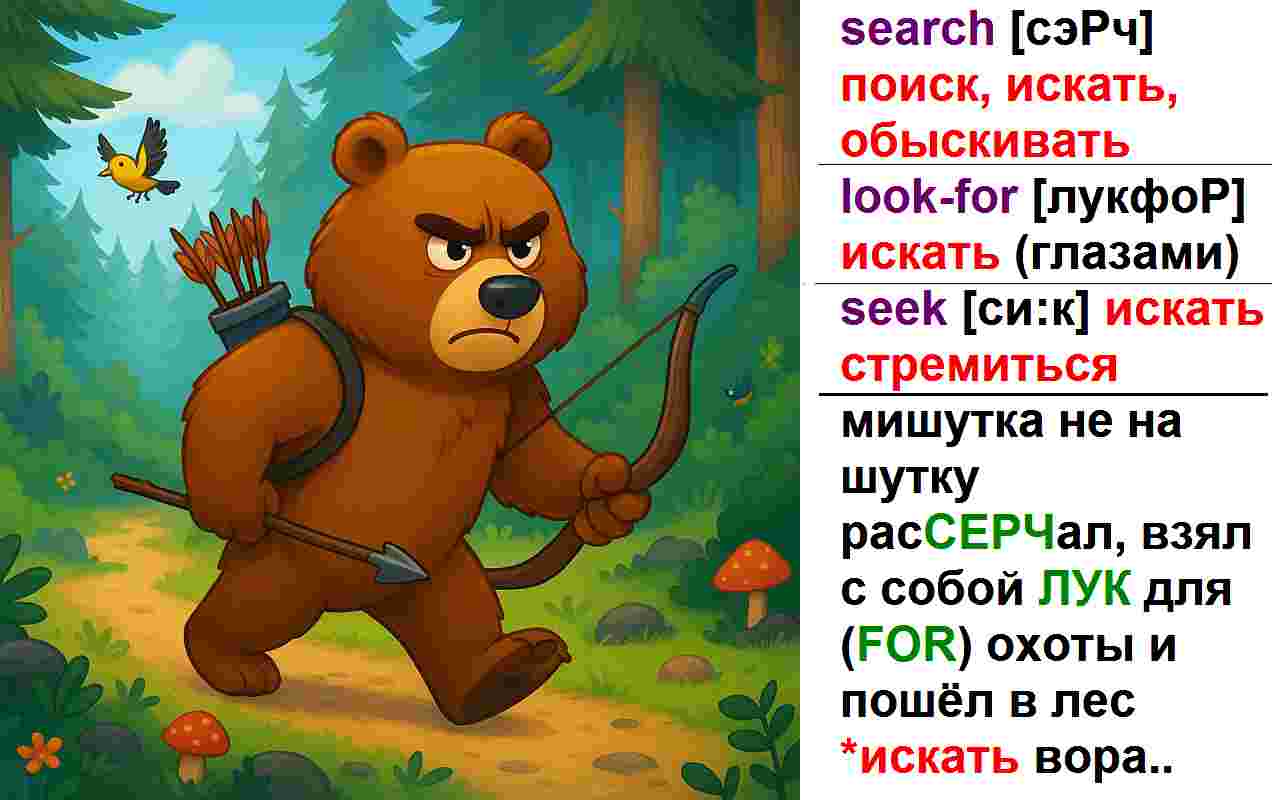 search [сэРч]
поиск, искать,
обыскивать
look-for [лукфоР]
искать (глазами)
seek [си:к] искать
стремиться
мишутка не на
шутку
расСЕРЧал, взял
с собой ЛУК для
(FOR) охоты и
пошёл в лес
*искать вора..